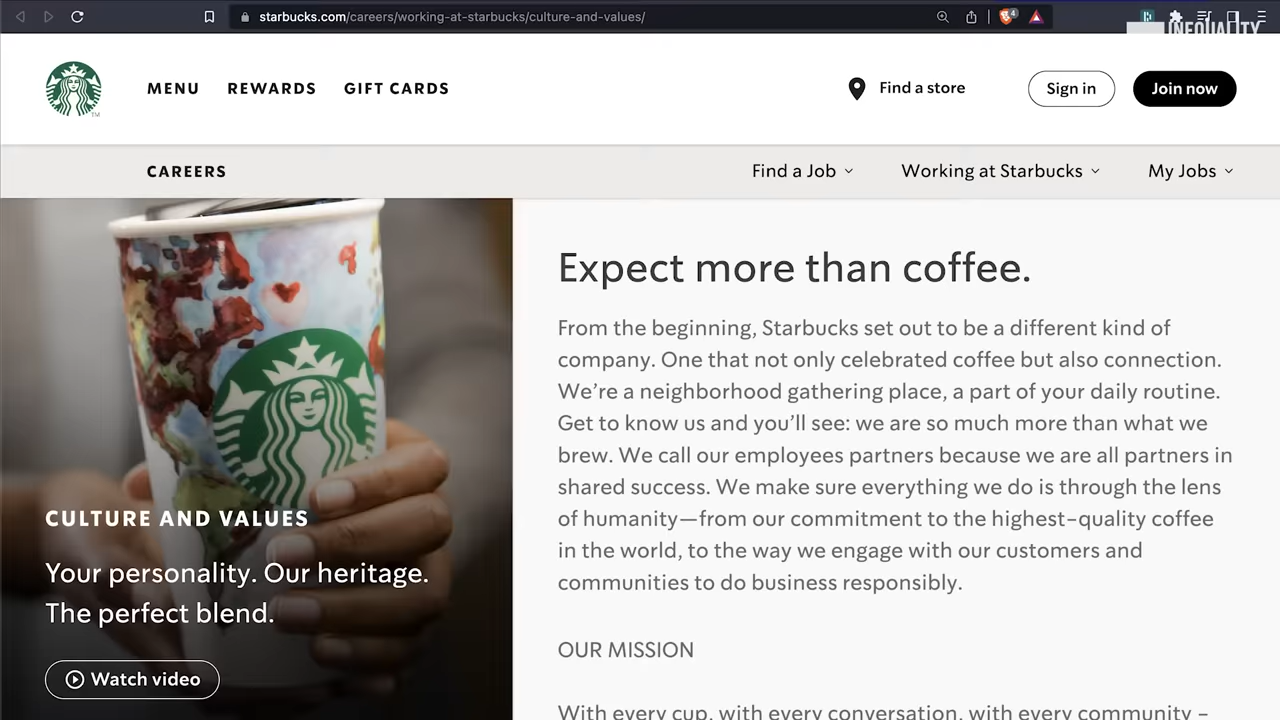 starbucks.com/careers/working-at-starbucks/culture-and-values/
4
INEQUALITY
MENU REWARDS GIFT CARDS
Find a store
Sign in
Join now
TM
CAREERS
Find a Job
Working at Starbucks
My Jobs
CULTURE AND VALUES
Your personality. Our heritage.
The perfect blend.
Watch video
Expect more than coffee.
From the beginning, Starbucks set out to be a different kind of
company. One that not only celebrated coffee but also connection.
We’re a neighborhood gathering place, a part of your daily routine.
Get to know us and you’ll see: we are so much more than what we
brew. We call our employees partners because we are all partners in
shared success. We make sure everything we do is through the lens
of humanity—from our commitment to the highest-quality coffee
in the world, to the way we engage with our customers and
communities to do business responsibly.
OUR MISSION
With every cup, with every conversation, with every community –